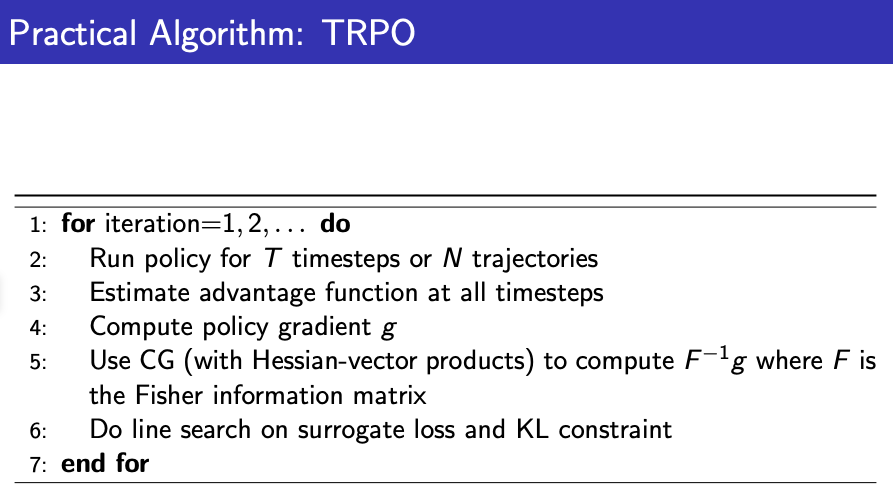 Practical Algorithm: TRPO
1: for iteration=1, 2, . . . do
2: Run policy for T timesteps or N trajectories
3: Estimate advantage function at all timesteps
4: Compute policy gradient g
5: Use CG (with Hessian-vector products) to compute F⁻¹g where F is
the Fisher information matrix
6: Do line search on surrogate loss and KL constraint
7: end for